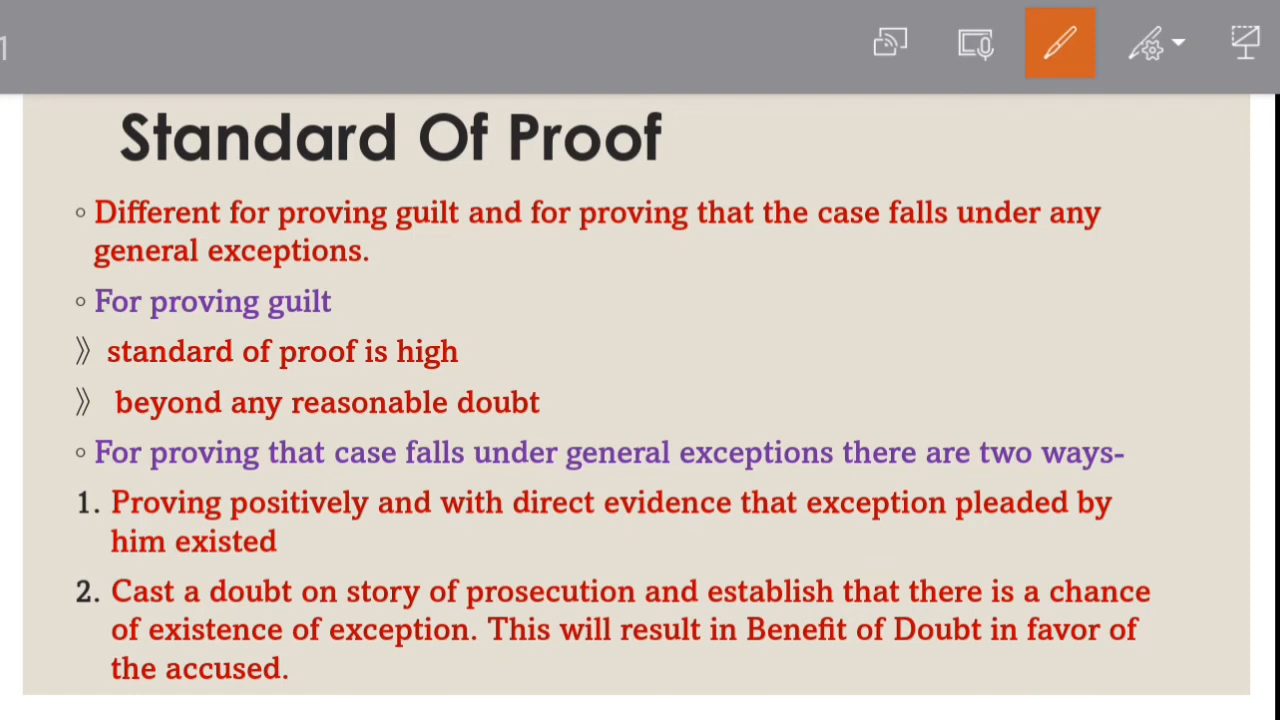 1
Standard Of Proof
◦ Different for proving guilt and for proving that the case falls under any
general exceptions.
◦ For proving guilt
》 standard of proof is high
》 beyond any reasonable doubt
◦ For proving that case falls under general exceptions there are two ways-
1. Proving positively and with direct evidence that exception pleaded by
him existed
2. Cast a doubt on story of prosecution and establish that there is a chance
of existence of exception. This will result in Benefit of Doubt in favor of
the accused.